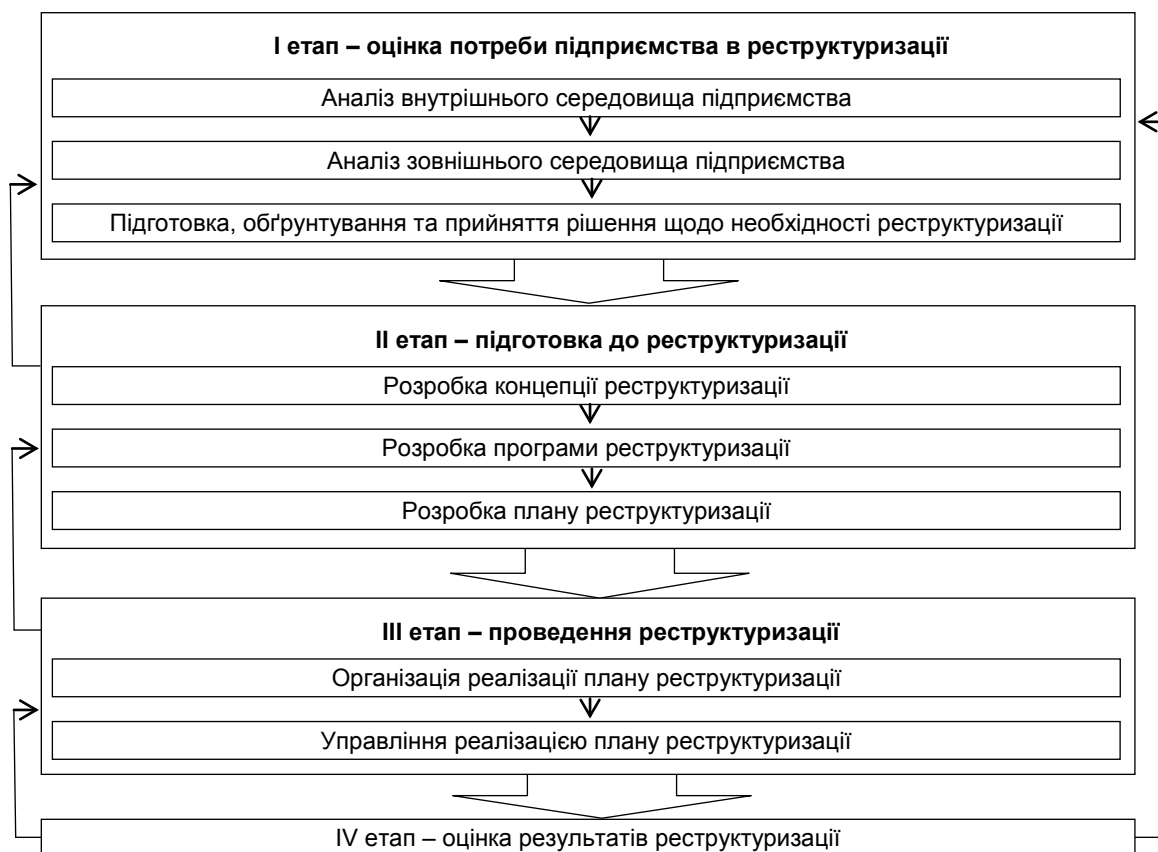 І етап – оцінка потреби підприємства в реструктуризації
Аналіз внутрішнього середовища підприємства
Аналіз зовнішнього середовища підприємства
Підготовка, обґрунтування та прийняття рішення щодо необхідності реструктуризації
ІІ етап – підготовка до реструктуризації
Розробка концепції реструктуризації
Розробка програми реструктуризації
Розробка плану реструктуризації
ІІІ етап – проведення реструктуризації
Організація реалізації плану реструктуризації
Управління реалізацією плану реструктуризації
IV етап – оцінка результатів реструктуризації